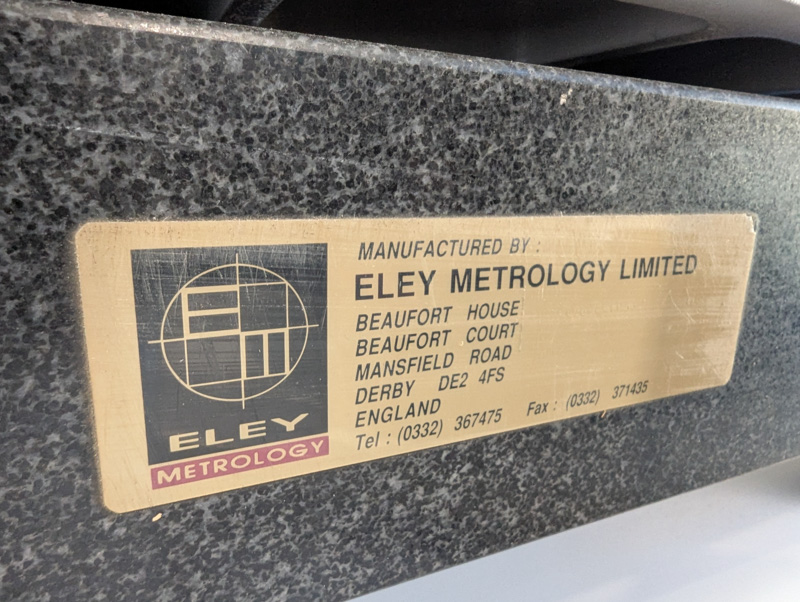 MANUFACTURED BY :
ELEY METROLOGY LIMITED
BEAUFORT HOUSE
BEAUFORT COURT
MANSFIELD ROAD
DERBY DE2 4FS
ENGLAND
Tel : (0332) 367475 Fax : (0332) 371435
EM
ELEY
METROLOGY